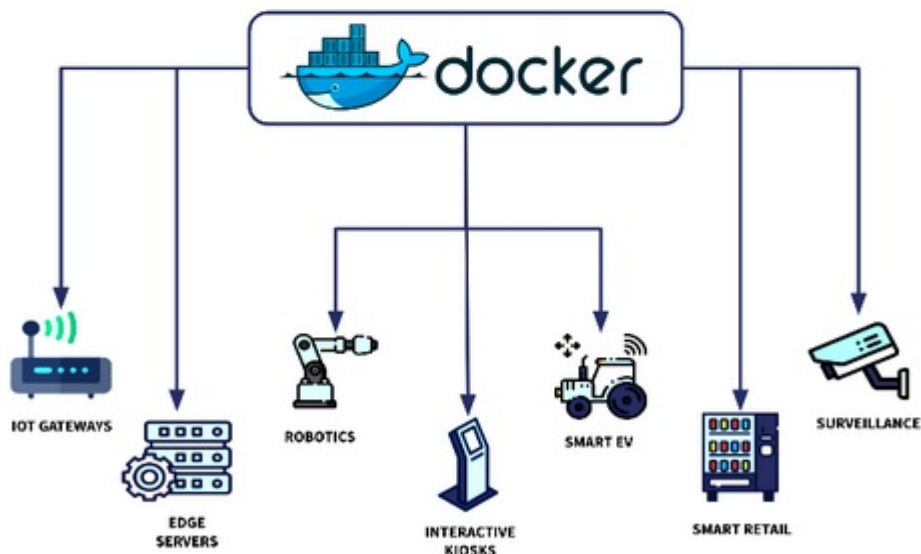 docker
IOT GATEWAYS
EDGE
SERVERS
ROBOTICS
INTERACTIVE
KIOSKS
SMART EV
SMART RETAIL
SURVEILLANCE